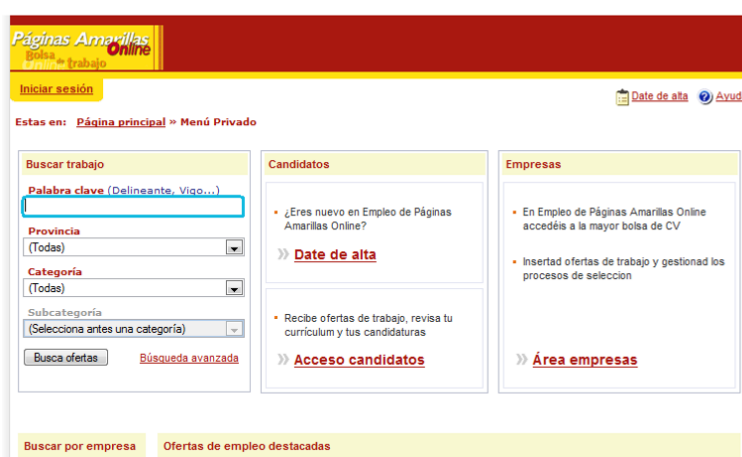 Páginas Amarillas
Online
Bolsa
de trabajo
Iniciar sesión
Date de alta
Ayud
Estas en: Página principal » Menú Privado
Buscar trabajo
Palabra clave (Delineante, Vigo...)
Provincia
(Todas)
Categoría
(Todas)
Subcategoría
(Selecciona antes una categoría)
Busca ofertas
Búsqueda avanzada
Candidatos
¿Eres nuevo en Empleo de Páginas
Amarillas Online?
» Date de alta
Recibe ofertas de trabajo, revisa tu
currículum y tus candidaturas
» Acceso candidatos
Empresas
En Empleo de Páginas Amarillas Online
accedéis a la mayor bolsa de CV
Insertad ofertas de trabajo y gestionad los
procesos de seleccion
» Área empresas
Buscar por empresa
Ofertas de empleo destacadas